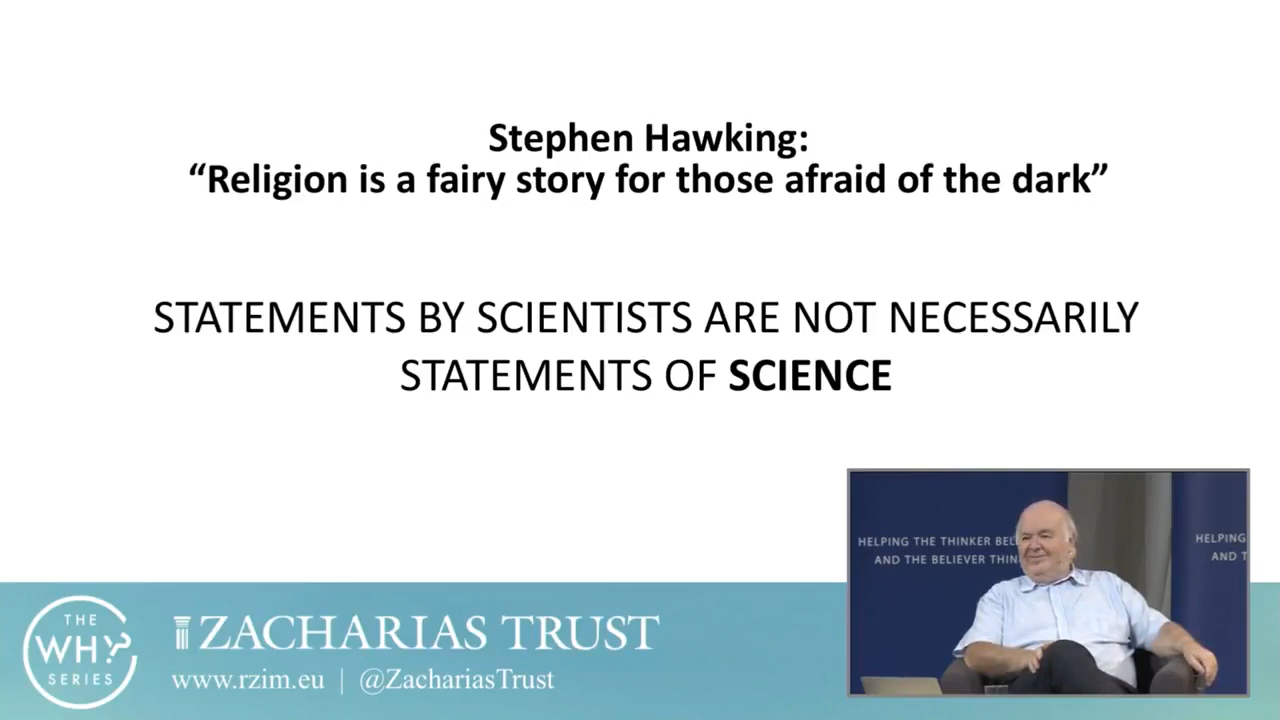 Stephen Hawking:
“Religion is a fairy story for those afraid of the dark”
STATEMENTS BY SCIENTISTS ARE NOT NECESSARILY
STATEMENTS OF SCIENCE
HELPING THE THINKER
AND THE BELIEVER
HELPING
AND
THE
WHY?
SERIES
ZACHARIAS TRUST
www.rzim.eu | @ZachariasTrust